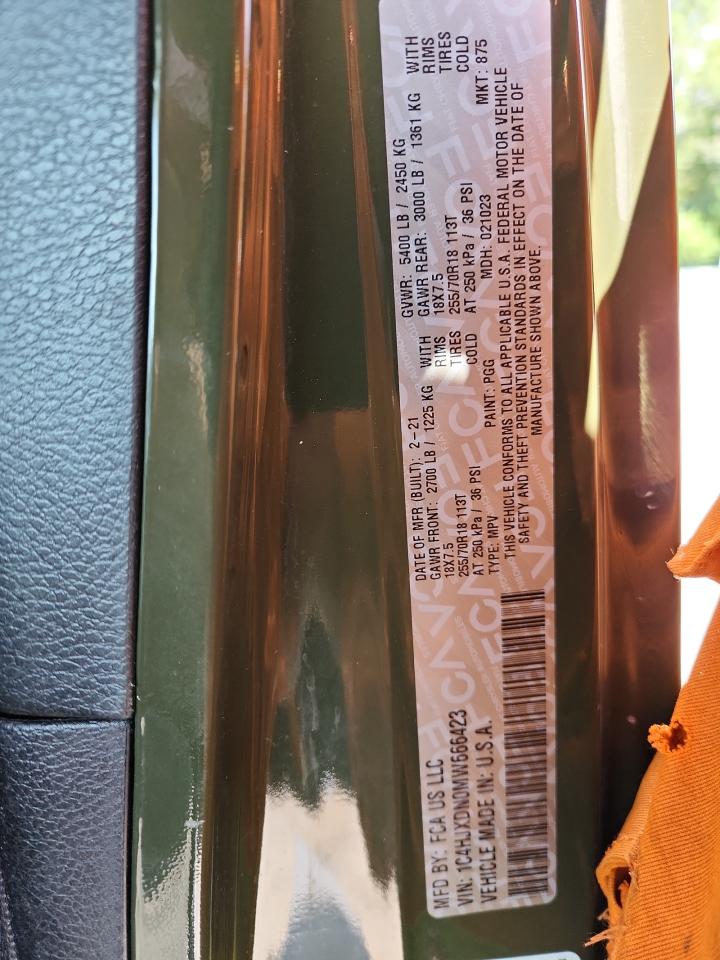 MFD BY: FCA US LLC
VIN: 1C4HJXDN0MW666423
VEHICLE MADE IN: U.S.A.
DATE OF MFR (BUILT): 2-21 GVWR: 5400 LB / 2450 KG
GAWR FRONT: 2700 LB / 1225 KG WITH GAWR REAR: 3000 LB / 1361 KG WITH
18X7.5 RIMS 18X7.5 RIMS
255/70R18 113T TIRES 255/70R18 113T TIRES
AT 250 kPa / 36 PSI COLD AT 250 kPa / 36 PSI COLD
TYPE: MPV PAINT: PGG MDH: 021023 MKT: 875
THIS VEHICLE CONFORMS TO ALL APPLICABLE U.S.A. FEDERAL MOTOR VEHICLE
SAFETY AND THEFT PREVENTION STANDARDS IN EFFECT ON THE DATE OF
MANUFACTURE SHOWN ABOVE.